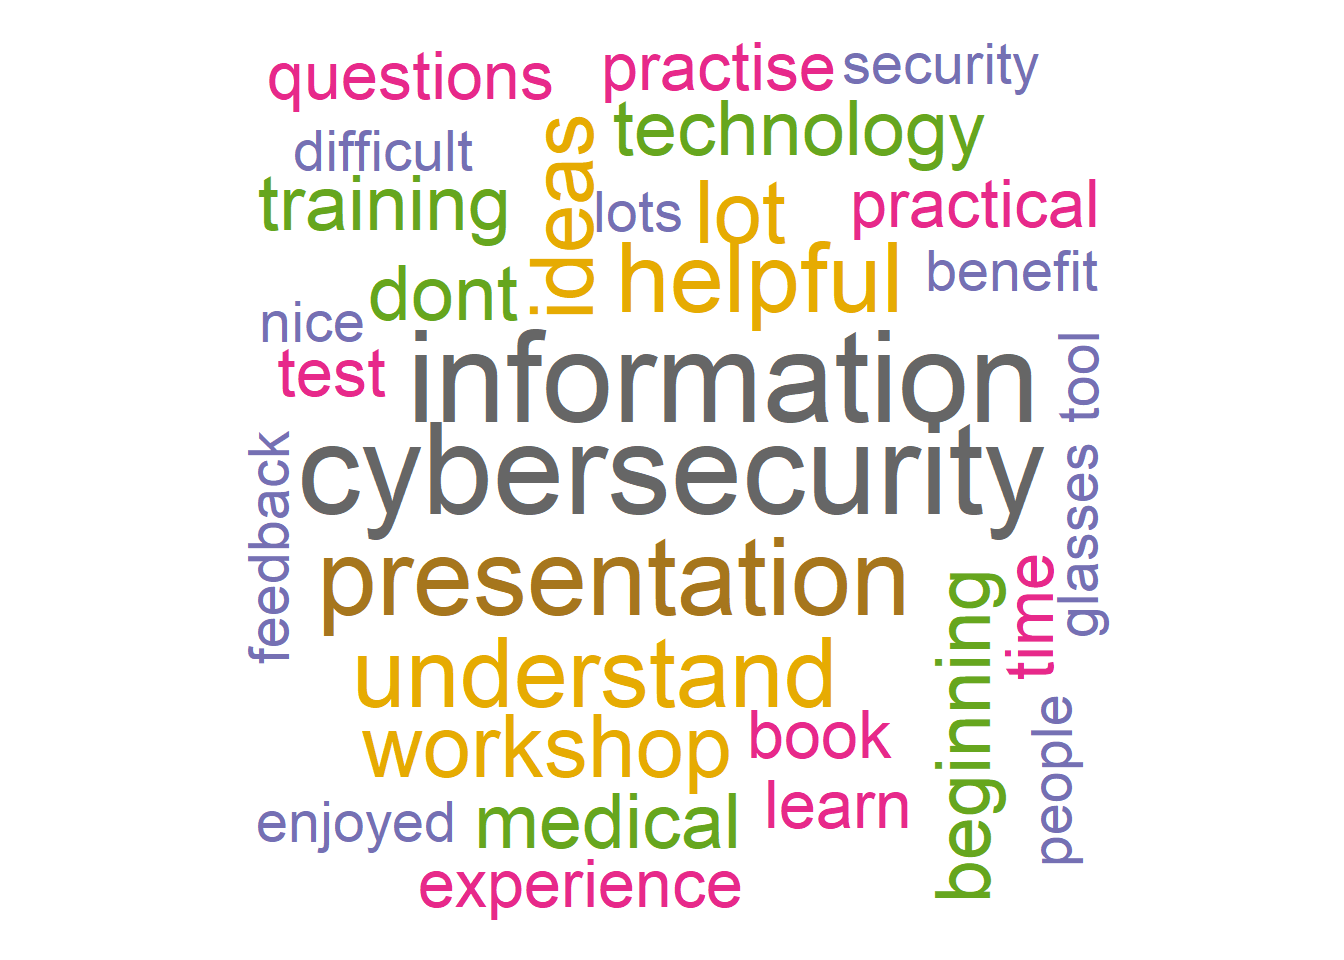 questions
practise
security
difficult
ideas
technology
training
lots
lot
practical
dont
helpful
benefit
nice
test
information
tool
cybersecurity
feedback
glasses
presentation
time
beginning
understand
people
workshop
book
enjoyed
medical
learn
experience